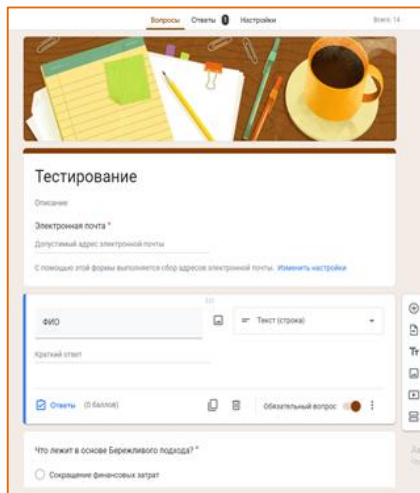 Вопросы Ответы 1 Настройки Всего: 14
Тестирование
Описание
Электронная почта *
Допустимый адрес электронной почты
С помощью этой формы выполняется сбор адресов электронной почты. Изменить настройки
ФИО
Текст (строка)
Краткий ответ
Ответы (0 баллов)
Обязательный вопрос
Что лежит в основе Бережливого подхода? *
Сокращение финансовых затрат
Тт